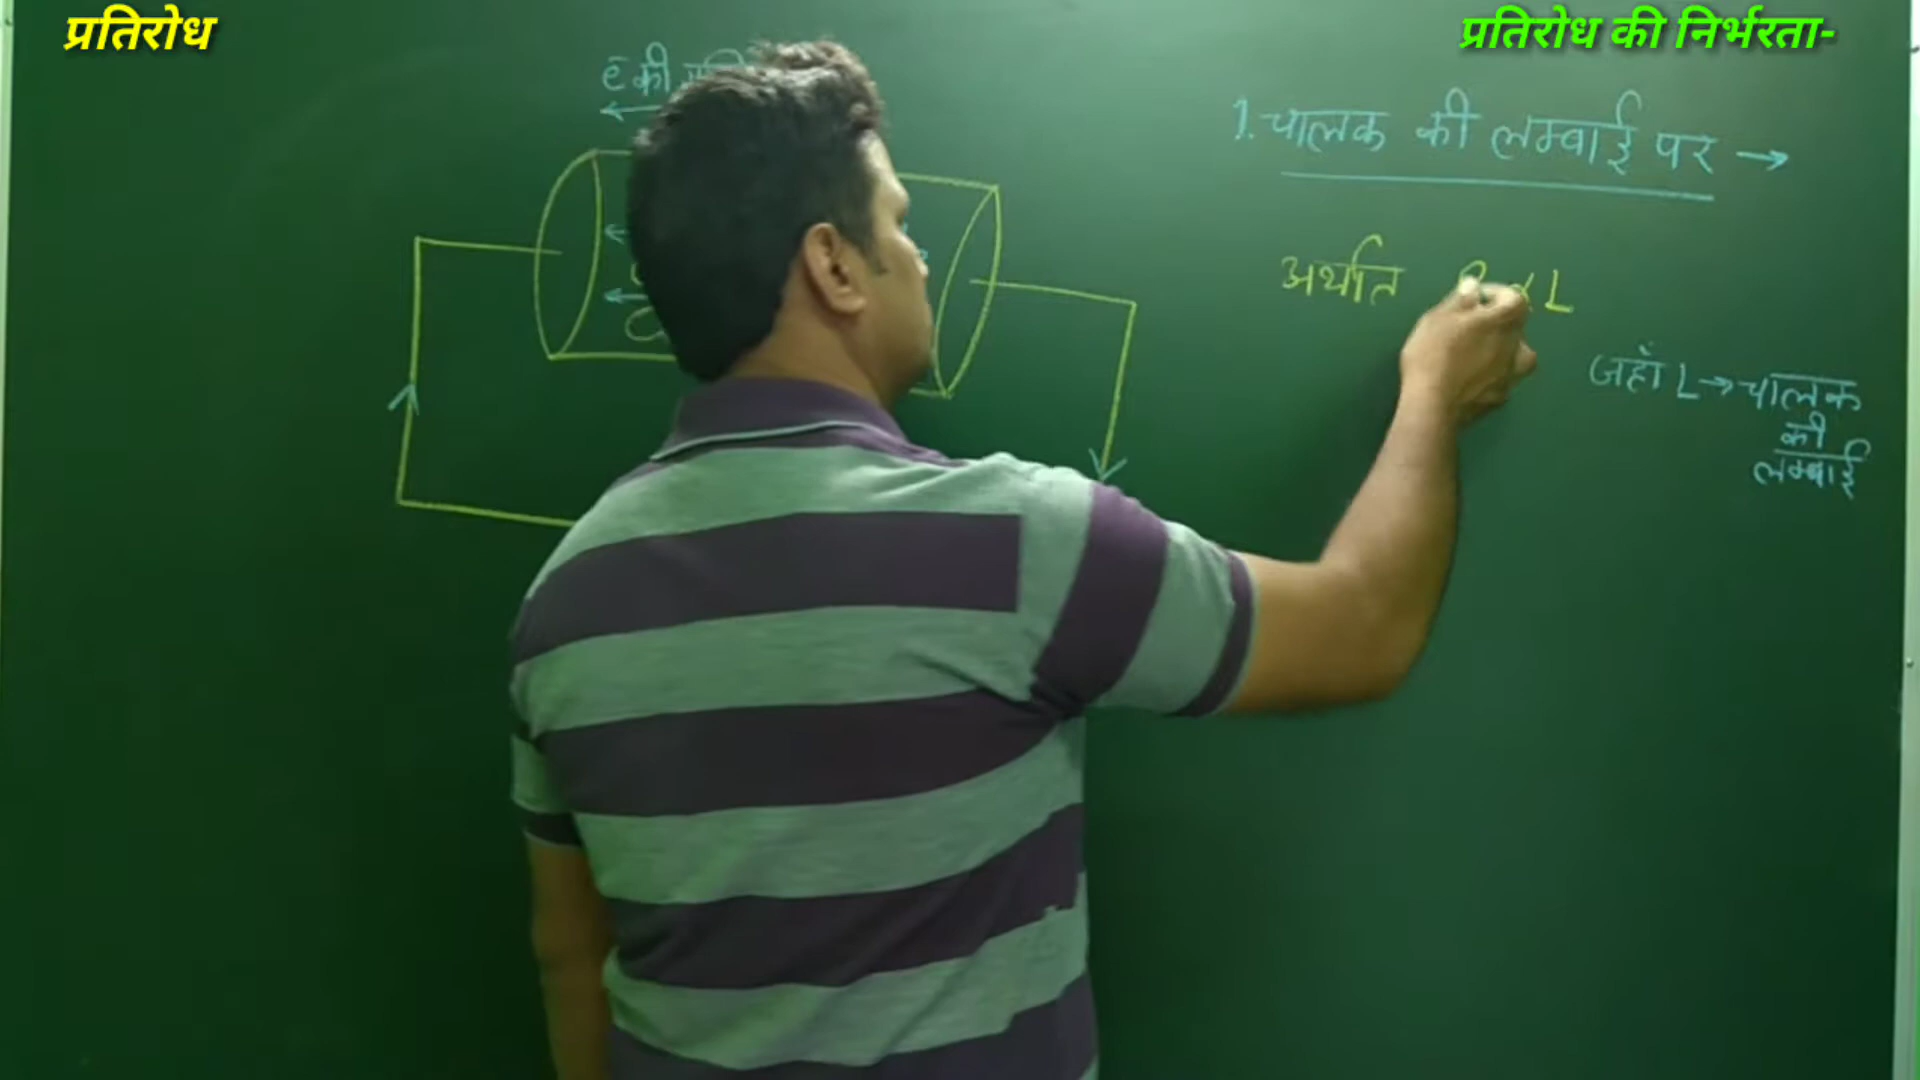 प्रतिरोध
प्रतिरोध की निर्भरता-
e की
1. चालक की लम्बाई पर →
अर्थात R ∝ L
जहाँ L → चालक
की
लम्बाई